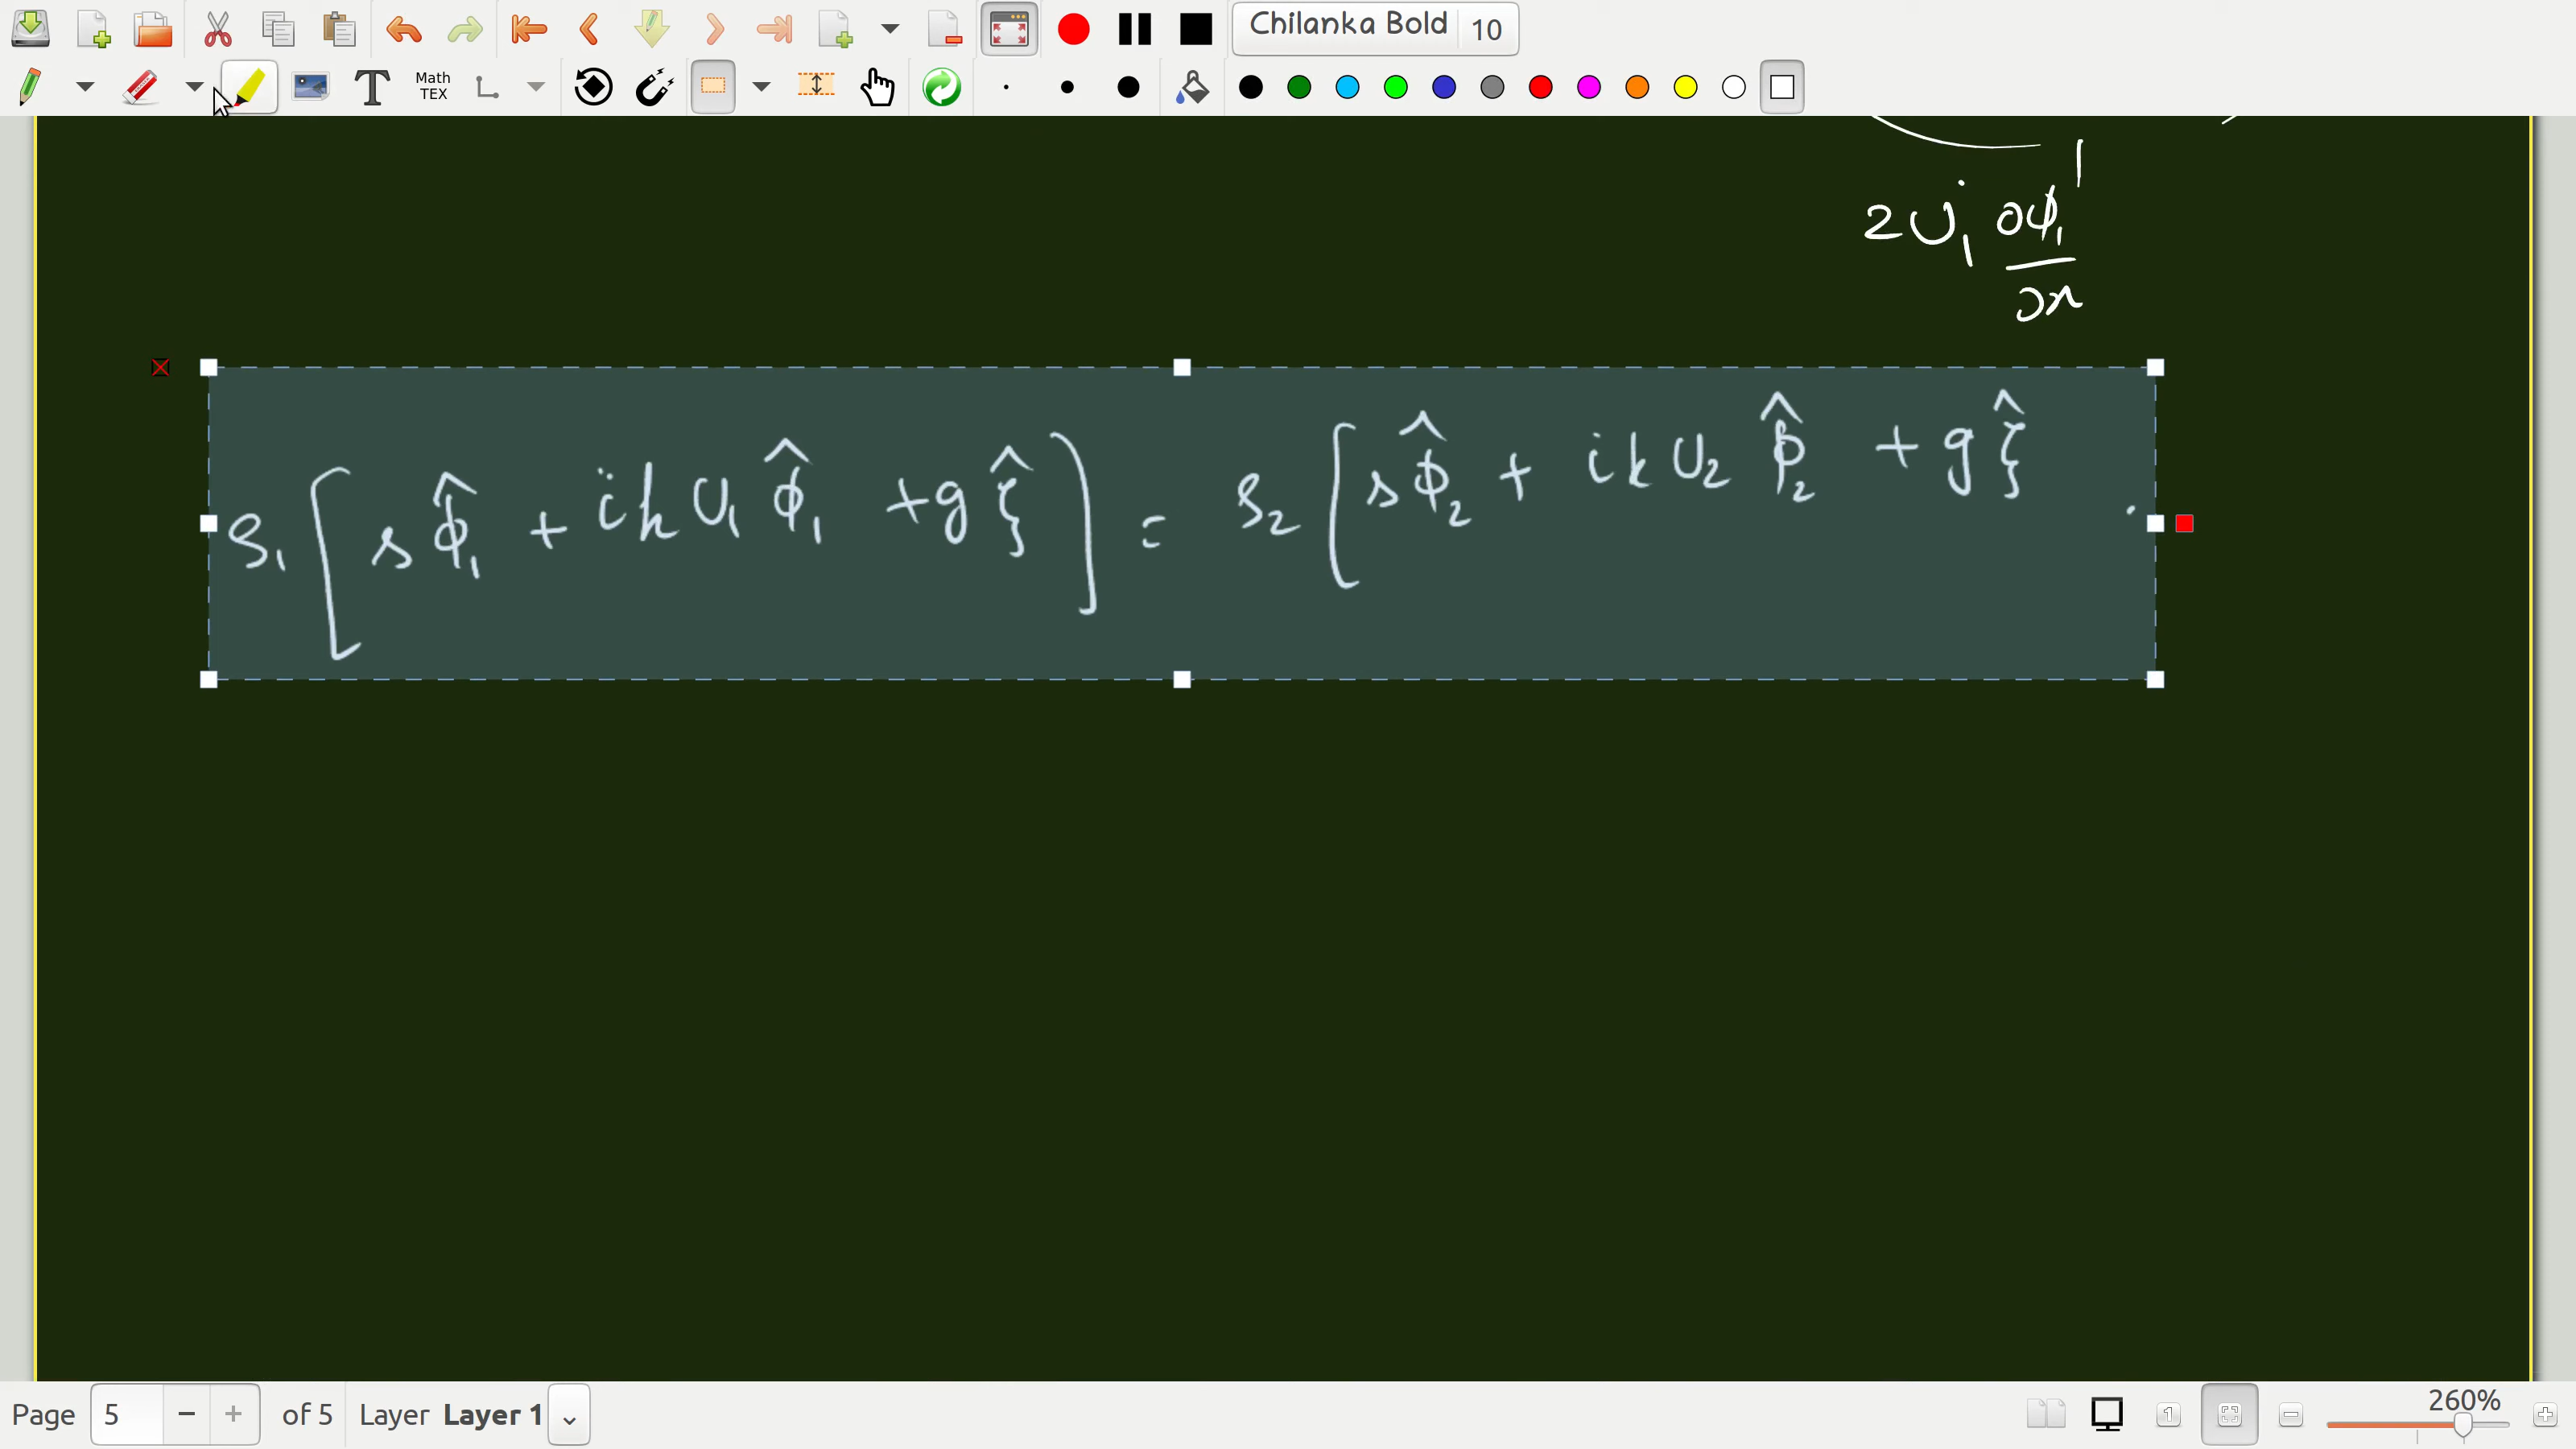 Chilanka Bold 10
Math
TEX
2U₁ ∂ϕ₁'
∂x
ρ₁ [ s ϕ̂₁ + ik U₁ ϕ̂₁ + g ξ̂ ] = ρ₂ [ s ϕ̂₂ + ik U₂ ϕ̂₂ + g ξ̂ .
Page 5 of 5 Layer Layer 1 1 260%